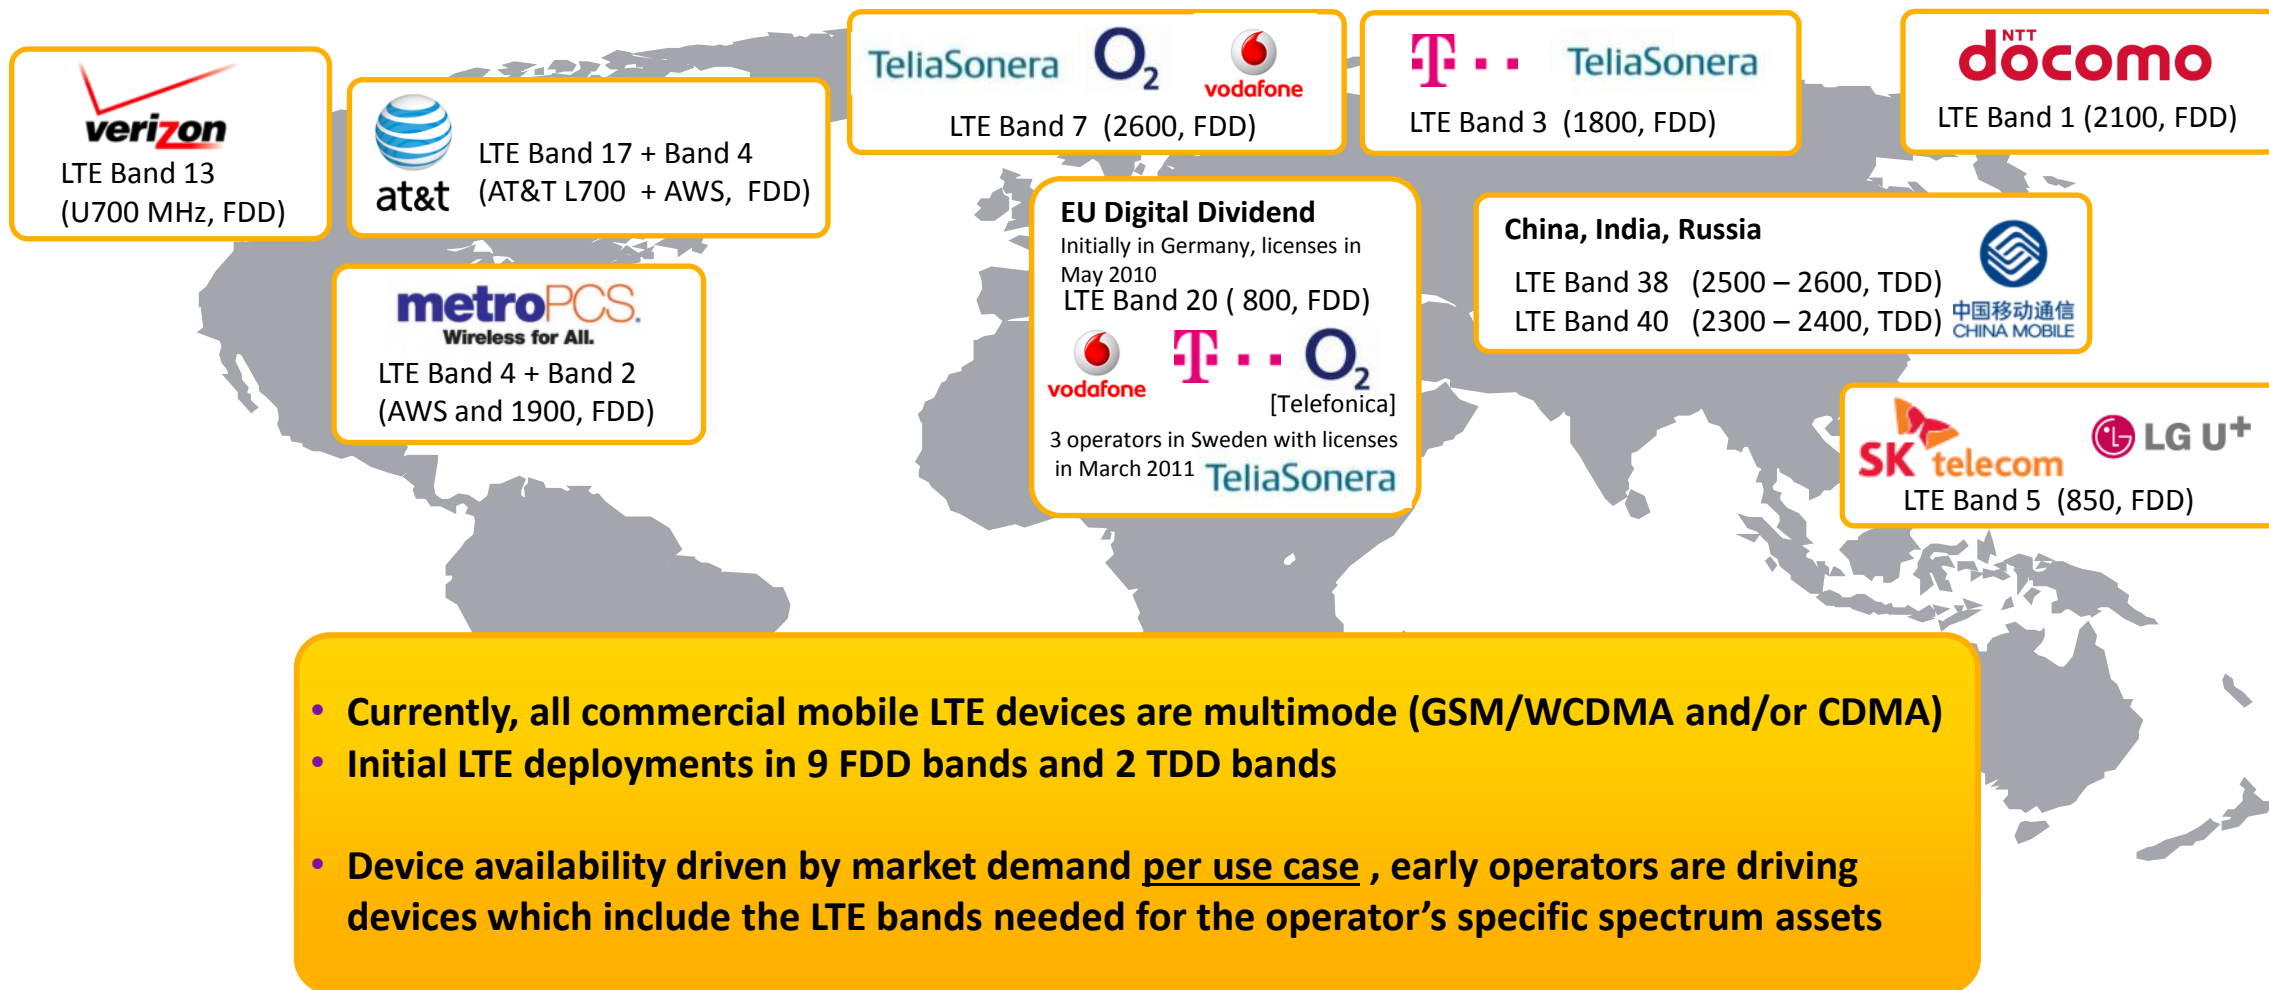 verizon
LTE Band 13
(U700 MHz, FDD)
at&t
LTE Band 17 + Band 4
(AT&T L700 + AWS, FDD)
metroPCS.
Wireless for All.
LTE Band 4 + Band 2
(AWS and 1900, FDD)
TeliaSonera O2 vodafone
LTE Band 7 (2600, FDD)
T TeliaSonera
LTE Band 3 (1800, FDD)
NTT
docomo
LTE Band 1 (2100, FDD)
EU Digital Dividend
Initially in Germany, licenses in
May 2010
LTE Band 20 ( 800, FDD)
vodafone T O2
[Telefonica]
3 operators in Sweden with licenses
in March 2011 TeliaSonera
China, India, Russia
LTE Band 38 (2500 – 2600, TDD)
LTE Band 40 (2300 – 2400, TDD)
中国移动通信
CHINA MOBILE
SK telecom LG U+
LTE Band 5 (850, FDD)
• Currently, all commercial mobile LTE devices are multimode (GSM/WCDMA and/or CDMA)
• Initial LTE deployments in 9 FDD bands and 2 TDD bands
• Device availability driven by market demand per use case , early operators are driving
devices which include the LTE bands needed for the operator’s specific spectrum assets